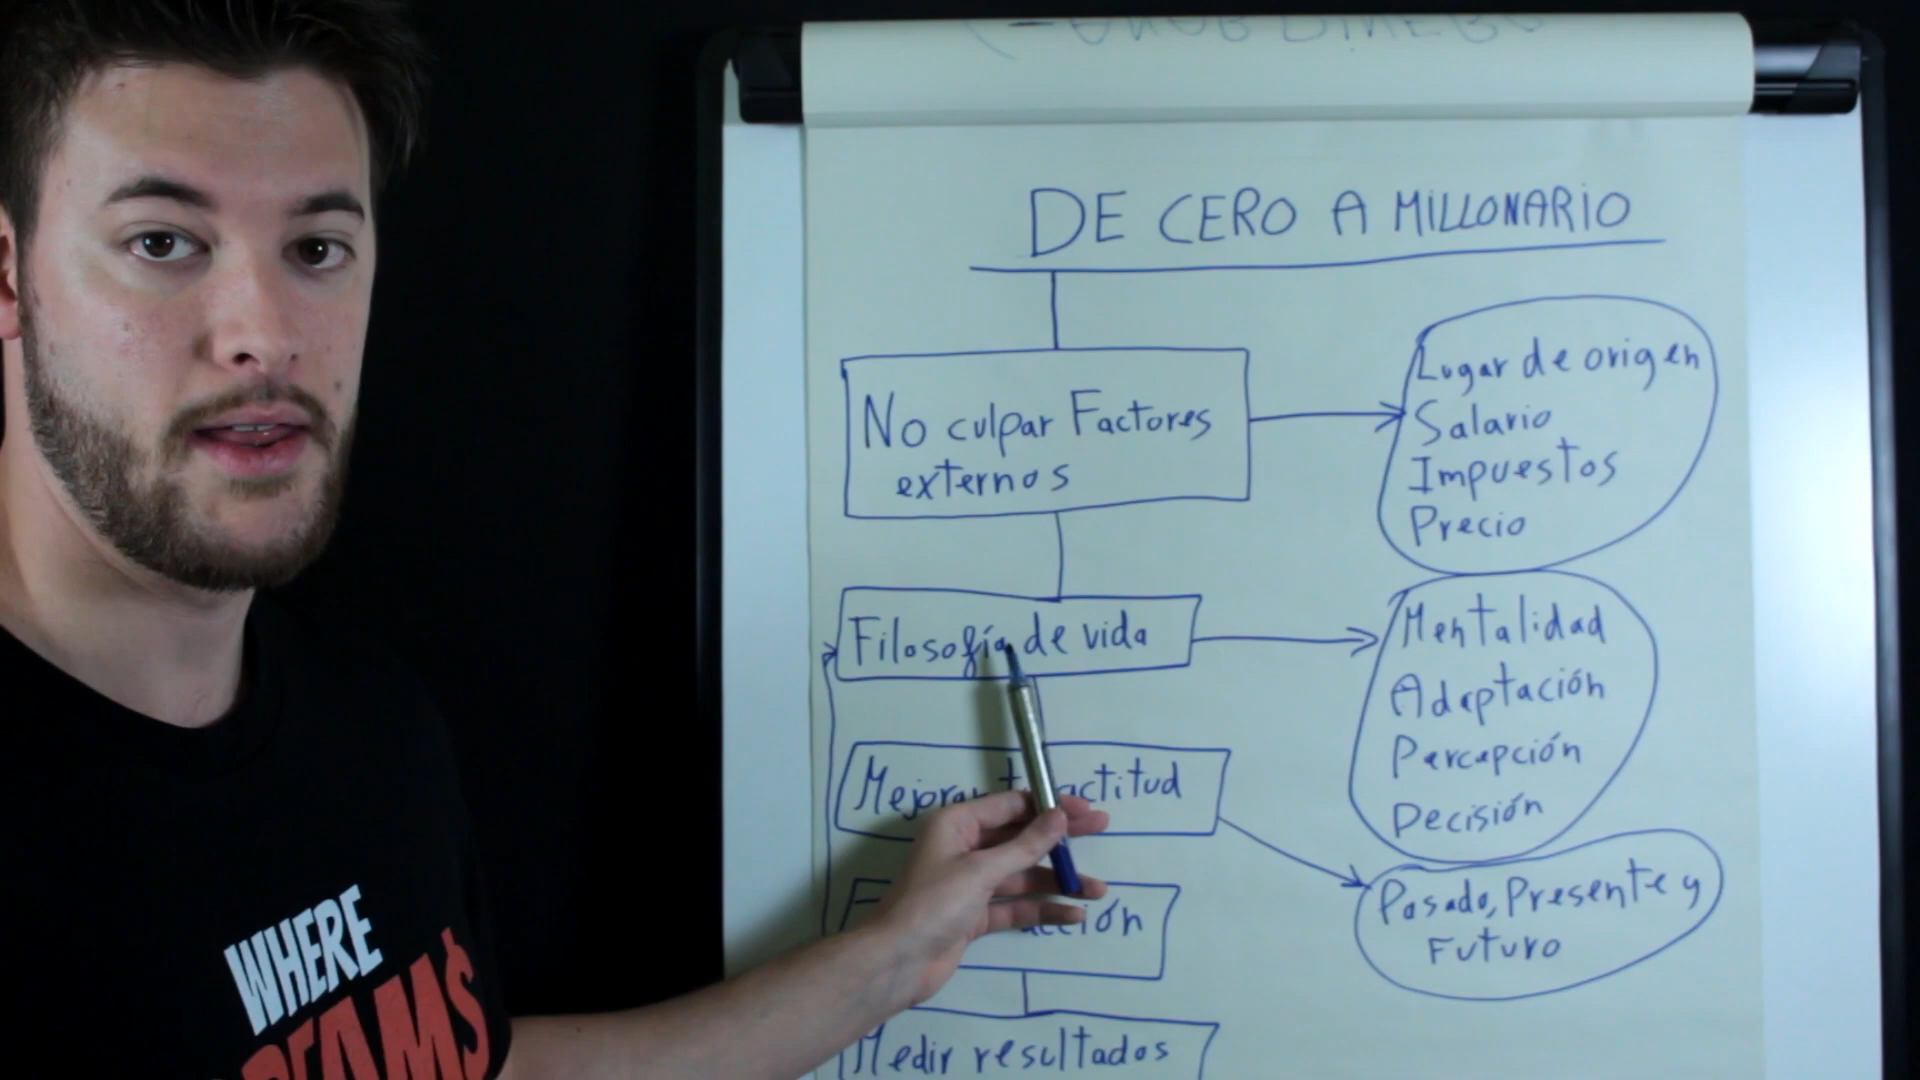 DE CERO A MILLONARIO
No culpar Factores
externos
Lugar de origen
Salario
Impuestos
Precio
Filosofía de vida
Mentalidad
Adaptación
Percepción
Decisión
Mejorar actitud
Pasado, Presente y
Futuro
Medir resultados
WHERE